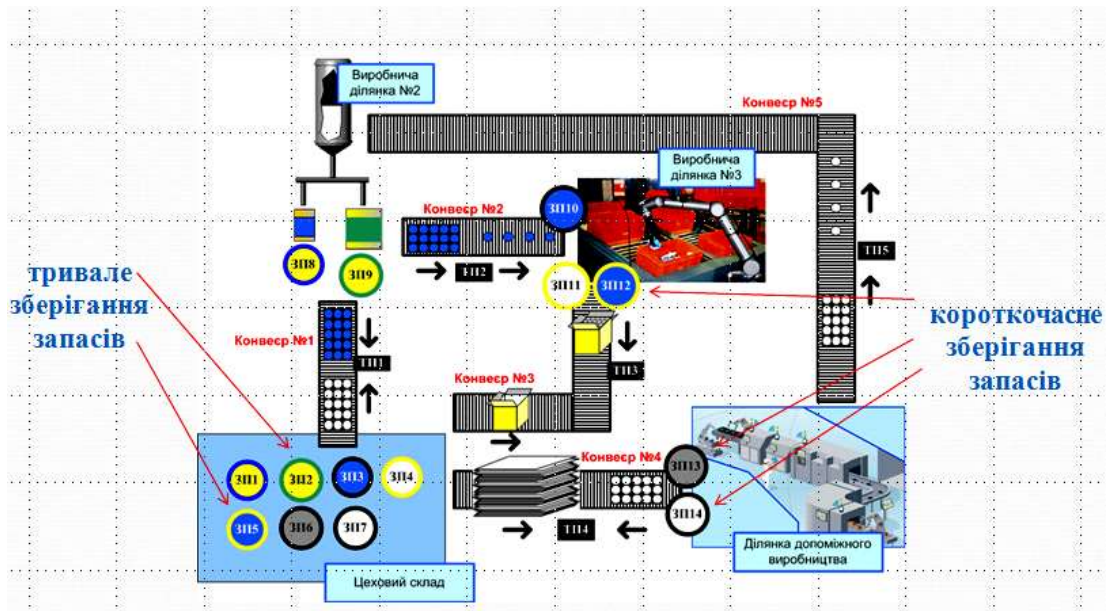 Виробнича
ділянка №2
Конвеєр №5
Виробнича
ділянка №3
Конвеєр №2
ЗП10
ЗП8
ЗП9
ТП2
ТП5
тривале
зберігання
запасів
ЗП11
ЗП12
короткочасне
зберігання
запасів
Конвеєр №1
ТП1
ТП3
Конвеєр №3
Конвеєр №4
ЗП13
ЗП1
ЗП2
ЗП3
ЗП4
ЗП5
ЗП6
ЗП7
ЗП14
ТП4
Ділянка допоміжного
виробництва
Цеховий склад